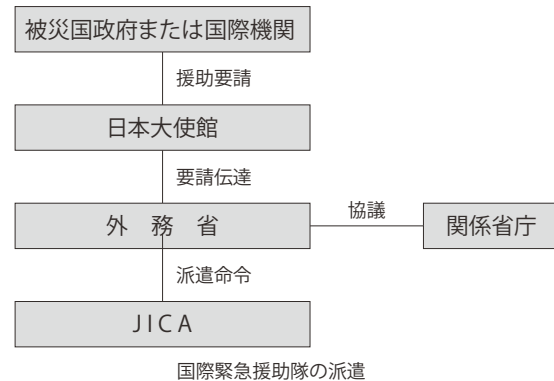 被災国政府または国際機関
援助要請
日本大使館
要請伝達
外 務 省
協議
関係省庁
派遣命令
JICA
国際緊急援助隊の派遣